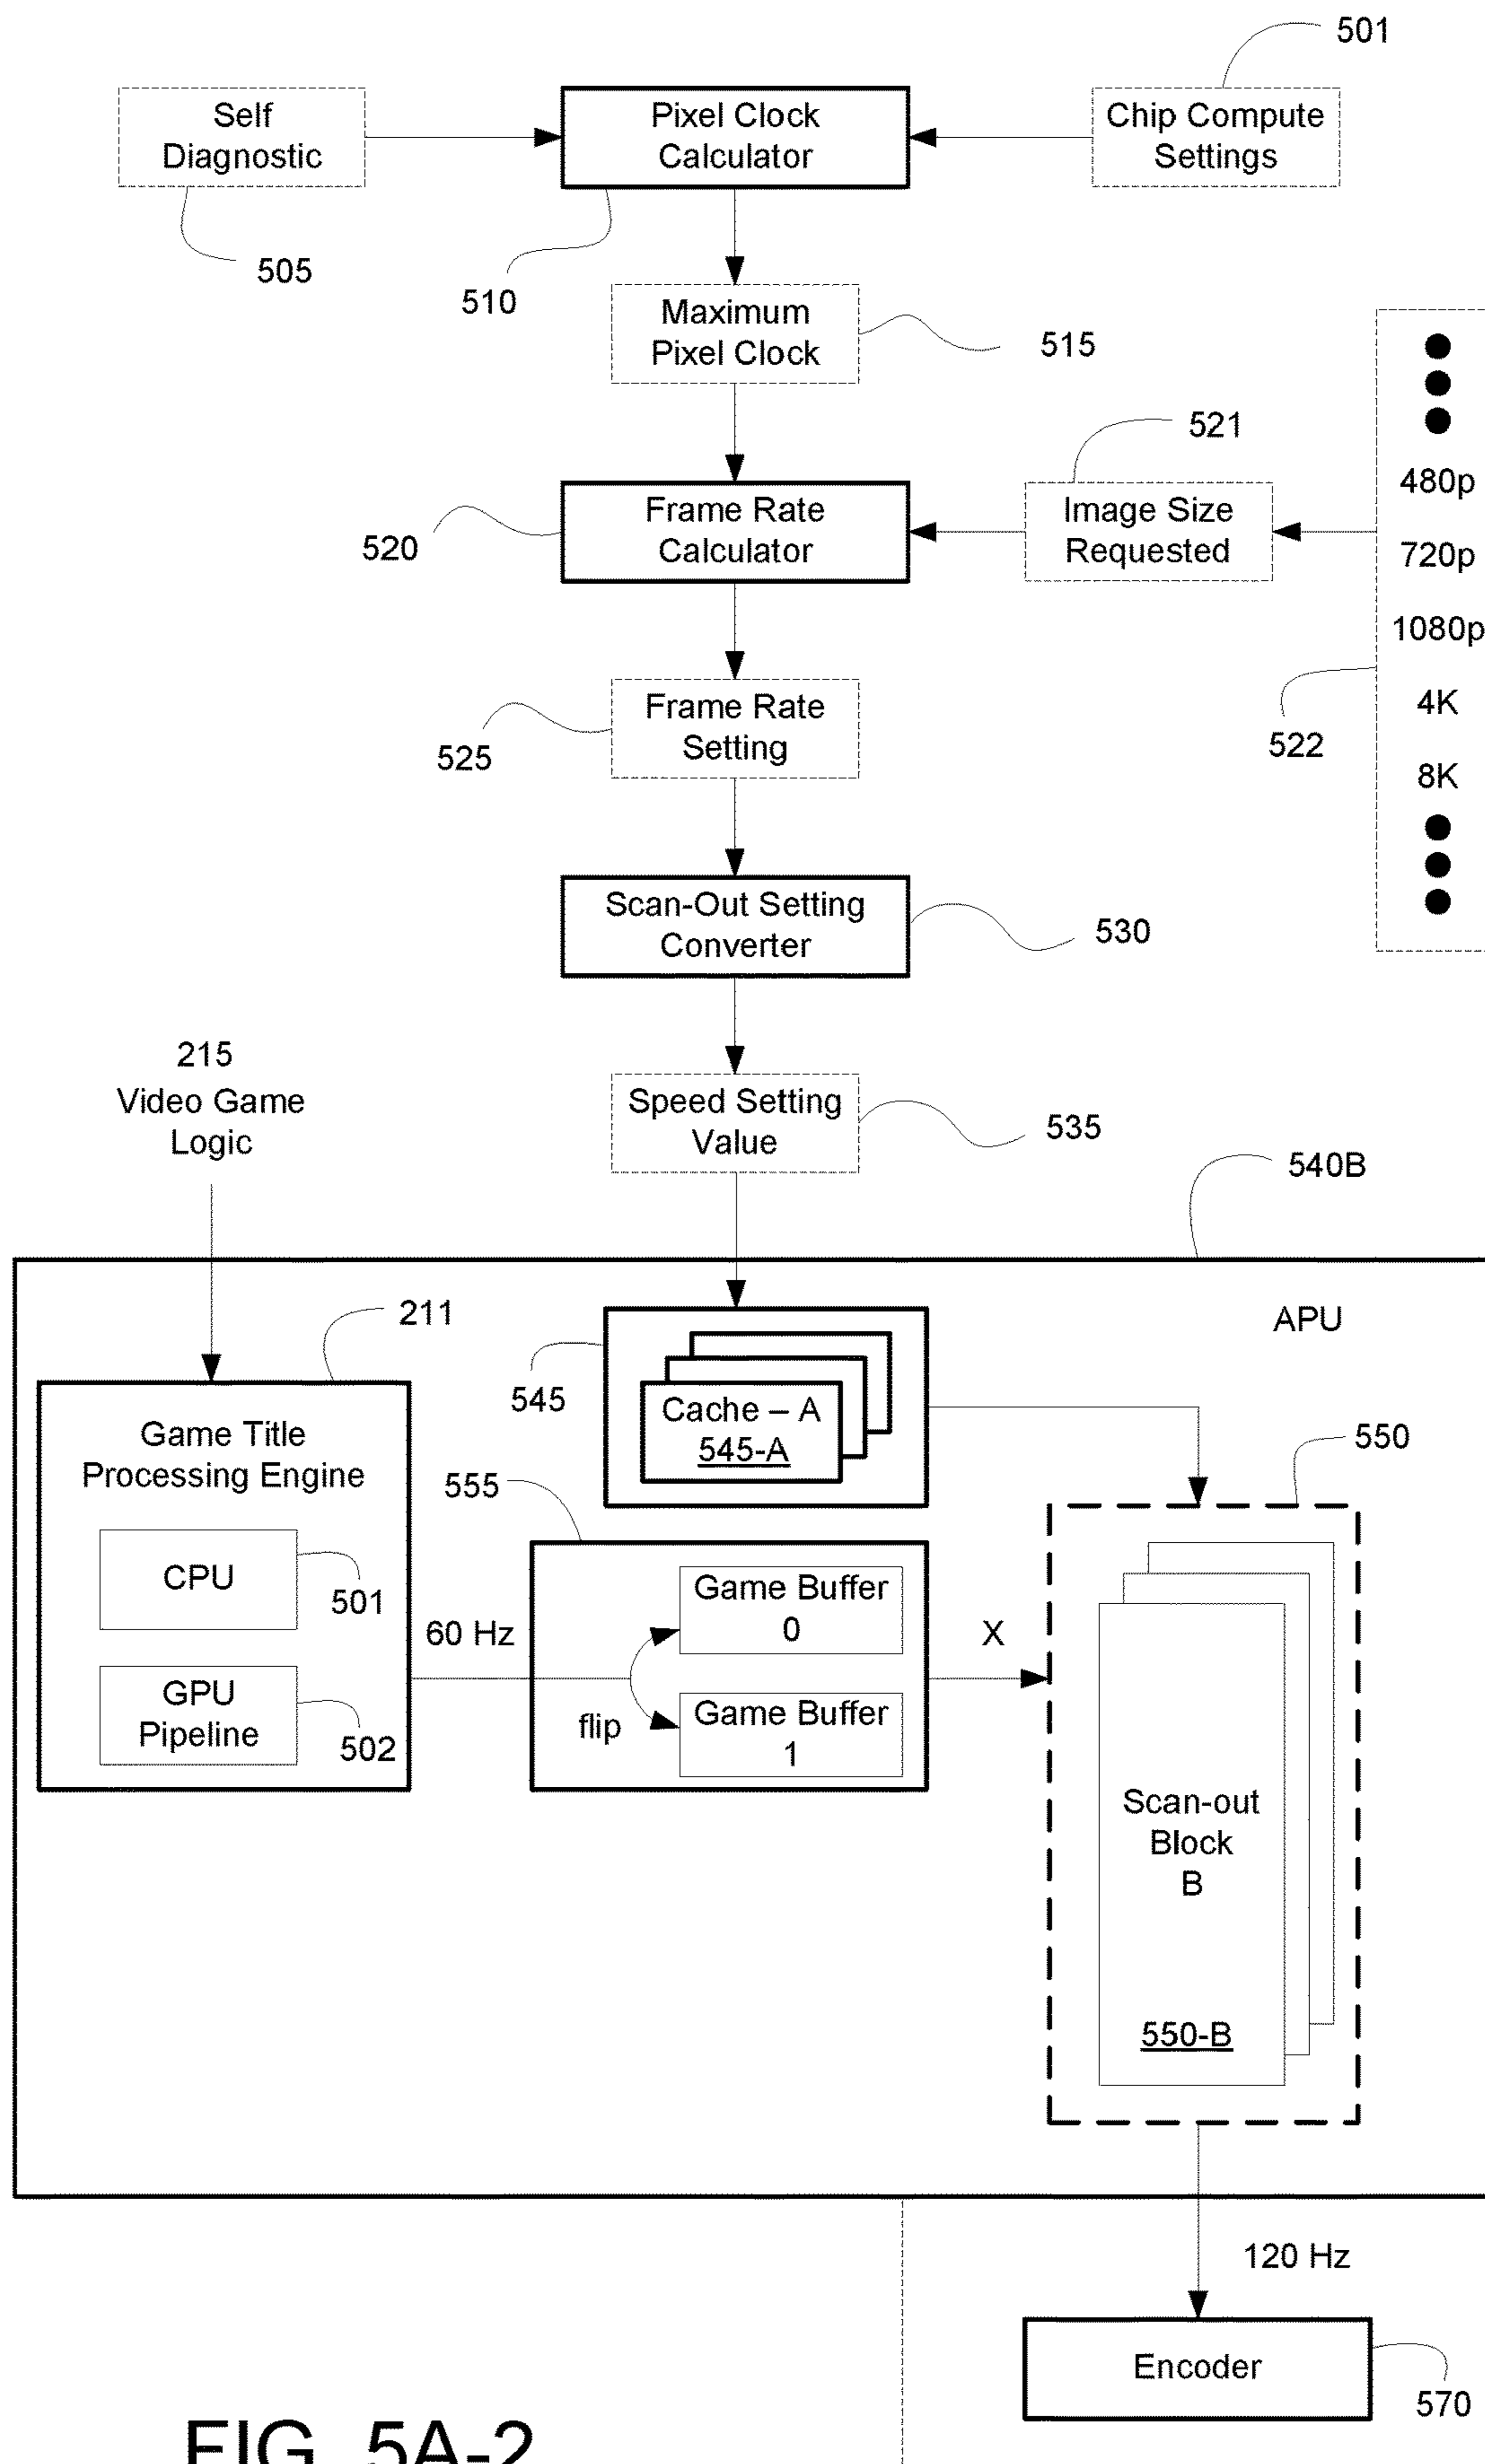 501
Self
Diagnostic
Pixel Clock
Calculator
Chip Compute
Settings
505
510
Maximum
Pixel Clock
515
521
480p
720p
1080p
4K
8K
Frame Rate
Calculator
Image Size
Requested
520
522
Frame Rate
Setting
525
Scan-Out Setting
Converter
530
215
Video Game
Logic
Speed Setting
Value
535
540B
211
APU
545
Cache – A
545-A
Game Title
Processing Engine
550
555
CPU
501
60 Hz
Game Buffer
0
X
GPU
Pipeline
502
flip
Game Buffer
1
Scan-out
Block
B
550-B
120 Hz
Encoder
570
FIG. 5A-2